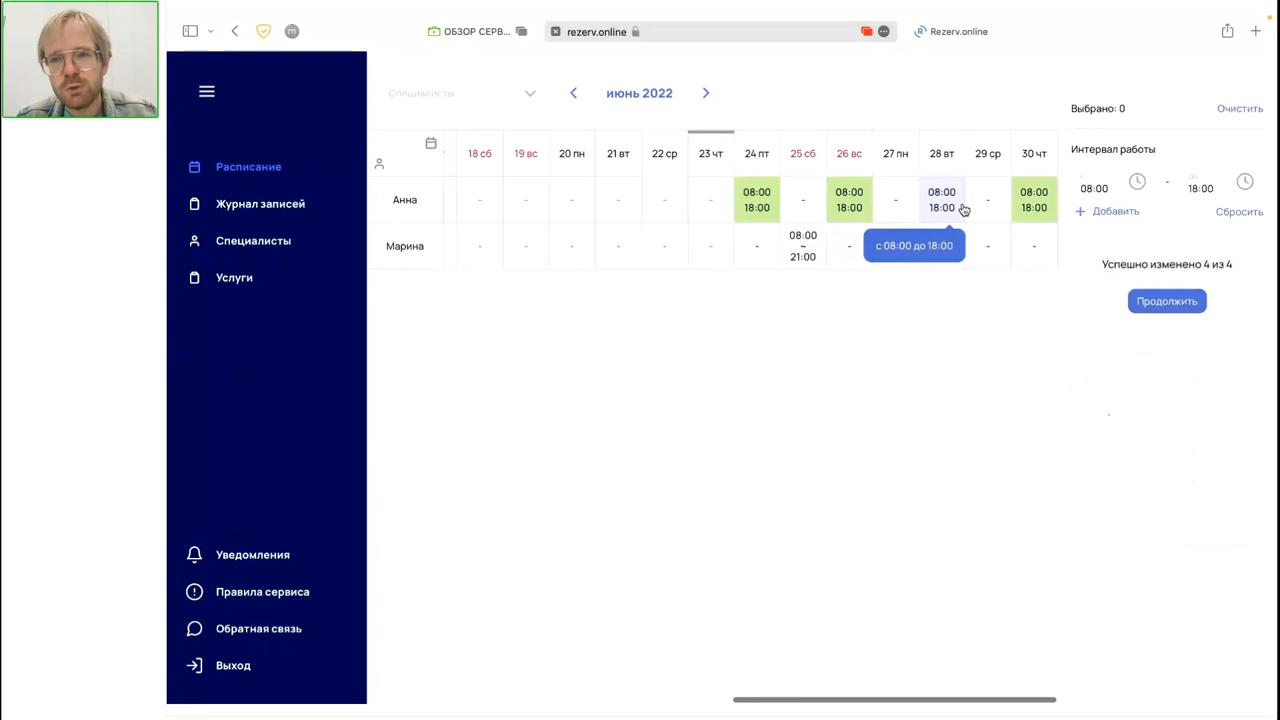 ОБЗОР СЕРВ...
rezerv.online
Rezerv.online
m
Специалисты
июнь 2022
Выбрано: 0
Очистить
Расписание
Журнал записей
Специалисты
Услуги
Уведомления
Правила сервиса
Обратная связь
Выход
18 сб 19 вс 20 пн 21 вт 22 ср 23 чт 24 пт 25 сб 26 вс 27 пн 28 вт 29 ср 30 чт
Анна - - - - - - 08:00 18:00 - 08:00 18:00 - 08:00 18:00 - 08:00 18:00
Марина - - - - - - - 08:00 ~ 21:00 - - -
с 08:00 до 18:00
Интервал работы
с до
08:00 - 18:00
+ Добавить
Сбросить
Успешно изменено 4 из 4
Продолжить